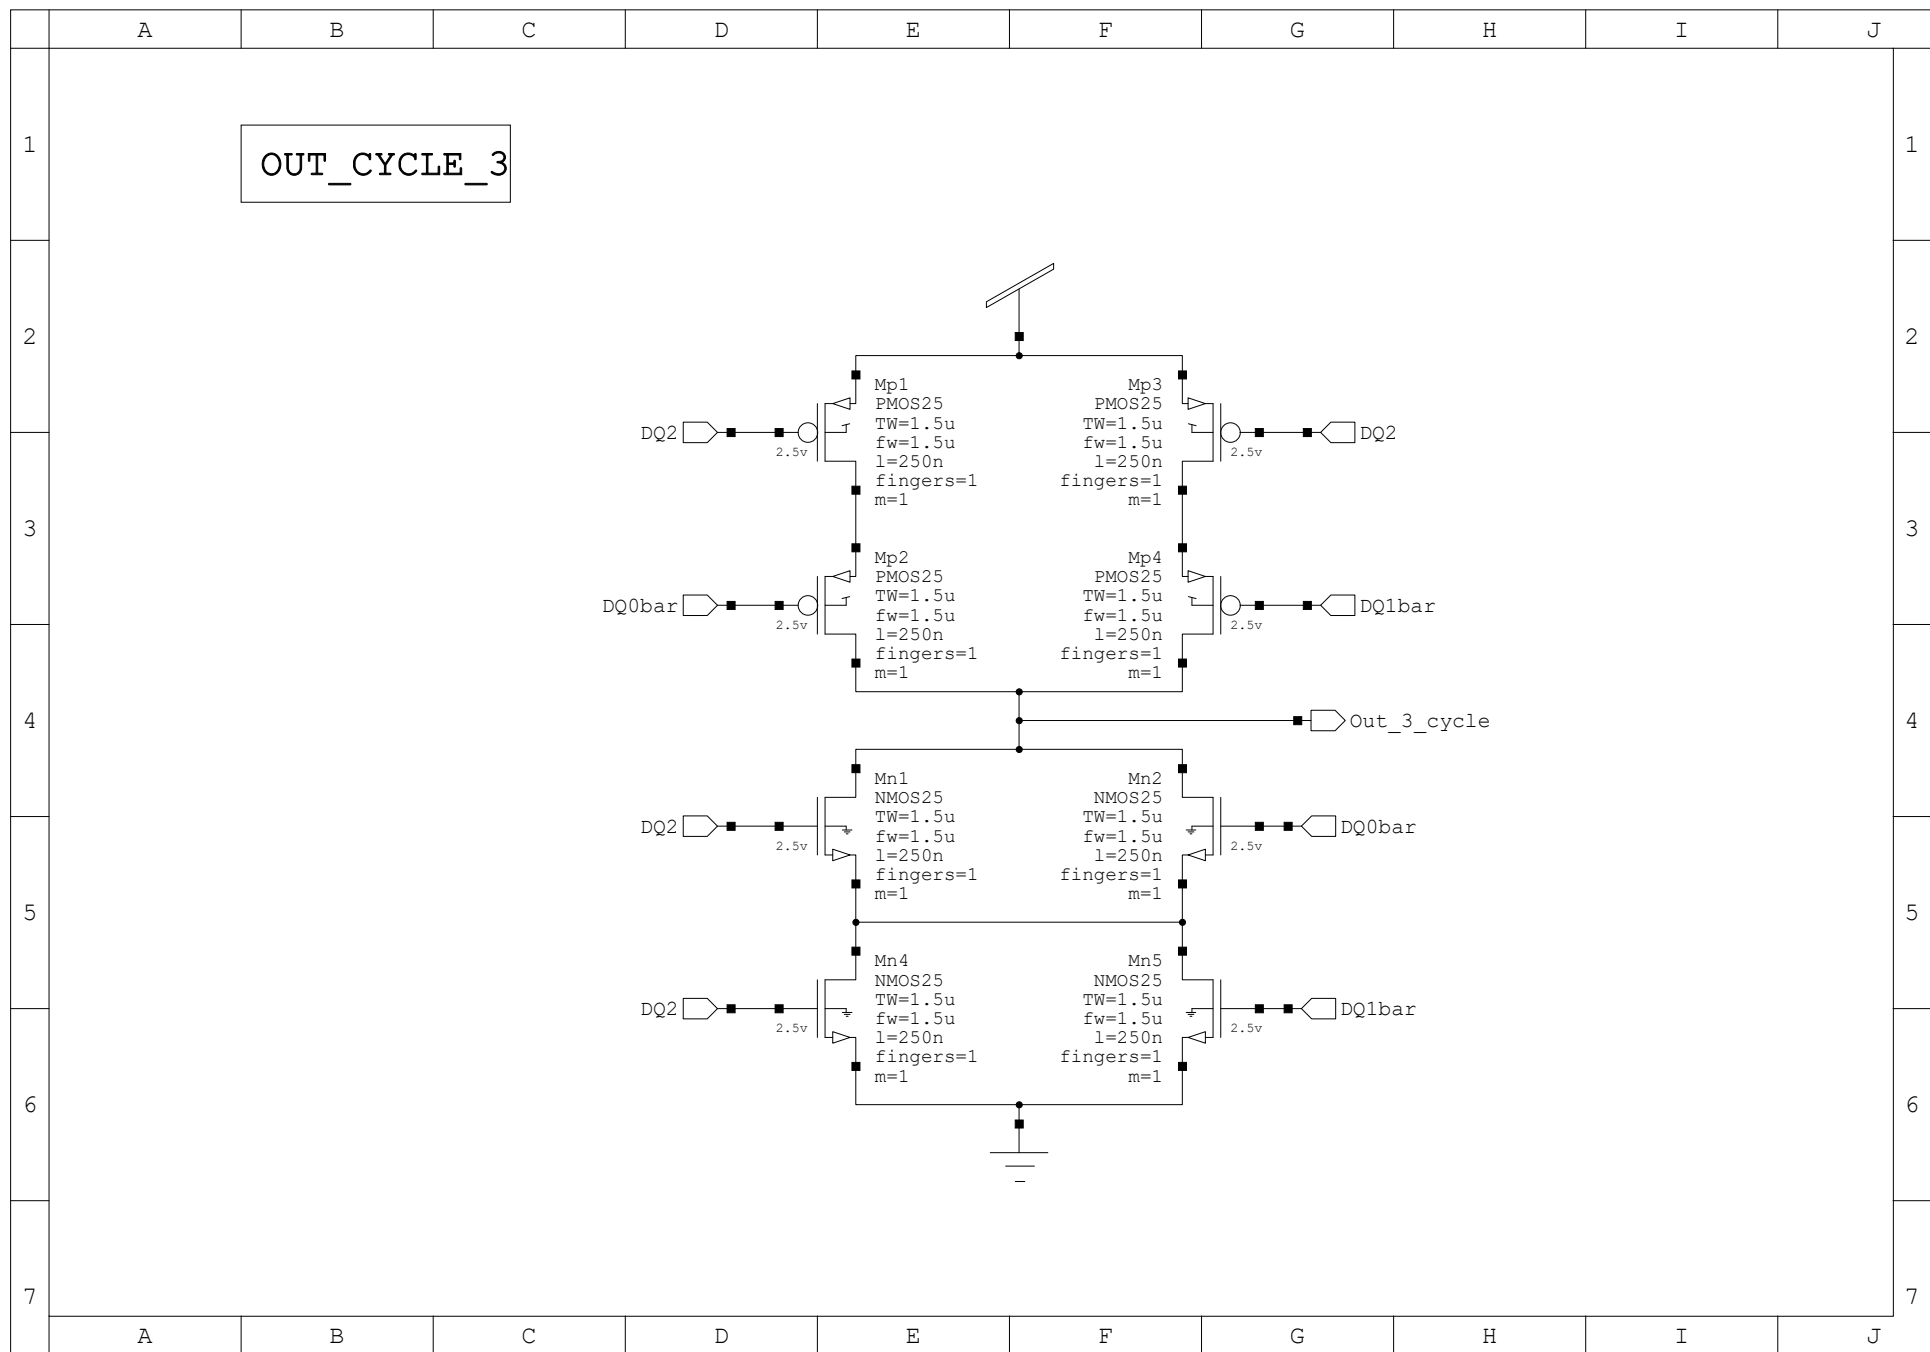 A B C D E F G H I J
1 1
OUT_CYCLE_3
2 2
Mp1
PMOS25
TW=1.5u
fw=1.5u
l=250n
fingers=1
m=1
DQ2
2.5v
Mp3
PMOS25
TW=1.5u
fw=1.5u
l=250n
fingers=1
m=1
2.5v
DQ2
3 3
Mp2
PMOS25
TW=1.5u
fw=1.5u
l=250n
fingers=1
m=1
DQ0bar
2.5v
Mp4
PMOS25
TW=1.5u
fw=1.5u
l=250n
fingers=1
m=1
2.5v
DQ1bar
4 4
Out_3_cycle
Mn1
NMOS25
TW=1.5u
fw=1.5u
l=250n
fingers=1
m=1
DQ2
2.5v
Mn2
NMOS25
TW=1.5u
fw=1.5u
l=250n
fingers=1
m=1
2.5v
DQ0bar
5 5
Mn4
NMOS25
TW=1.5u
fw=1.5u
l=250n
fingers=1
m=1
DQ2
2.5v
Mn5
NMOS25
TW=1.5u
fw=1.5u
l=250n
fingers=1
m=1
2.5v
DQ1bar
6 6
7 7
A B C D E F G H I J